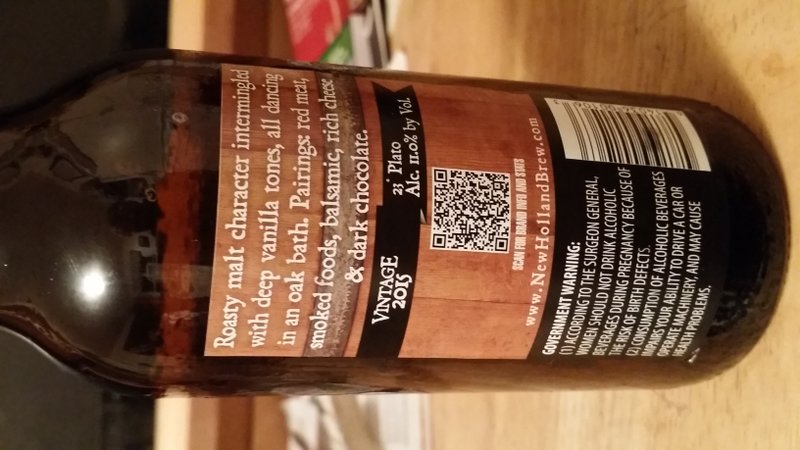 Roasty malt character intermingled
with deep vanilla tones, all dancing
in an oak bath. Pairings: red meat,
smoked foods, balsamic, rich cheese
& dark chocolate.
VINTAGE
2015
23° Plato
Alc. 11.0% by Vol.
SCAN FOR BRAND INFO AND STATS
www.NewHollandBrew.com
GOVERNMENT WARNING:
(1) ACCORDING TO THE SURGEON GENERAL,
WOMEN SHOULD NOT DRINK ALCOHOLIC
BEVERAGES DURING PREGNANCY BECAUSE OF
THE RISK OF BIRTH DEFECTS.
(2) CONSUMPTION OF ALCOHOLIC BEVERAGES
IMPAIRS YOUR ABILITY TO DRIVE A CAR OR
OPERATE MACHINERY, AND MAY CAUSE
HEALTH PROBLEMS.